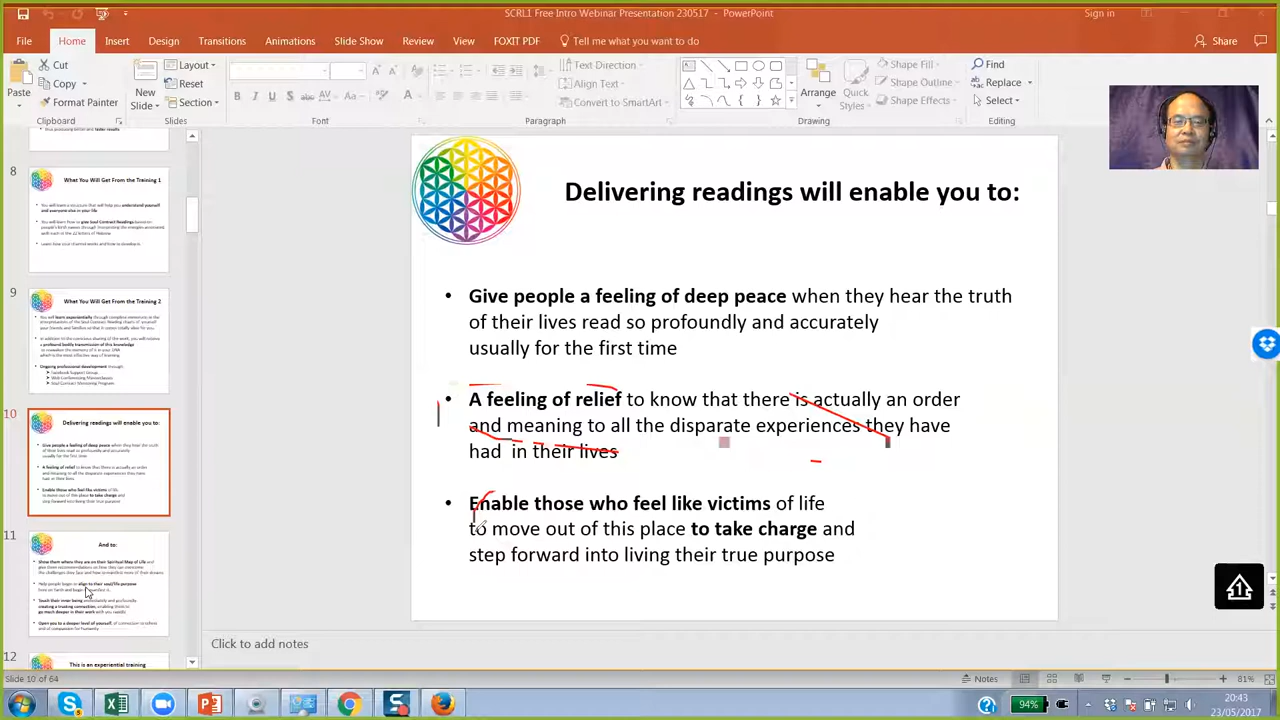 SCRL1 Free Intro Webinar Presentation 230517 - PowerPoint
Sign in
File Home Insert Design Transitions Animations Slide Show Review View FOXIT PDF Tell me what you want to do
Share
Cut
Copy
Format Painter
Paste
Clipboard
New
Slide
Layout
Reset
Section
Slides
B I U S abc AV Aa A
Font
Text Direction
Align Text
Convert to SmartArt
Paragraph
Arrange
Quick
Styles
Shape Fill
Shape Outline
Shape Effects
Drawing
Find
Replace
Select
Editing
8
What You Will Get From the Training 1
9
What You Will Get From the Training 2
10
Delivering readings will enable you to:
11
And to:
12
This is an experiential training
Delivering readings will enable you to:
• Give people a feeling of deep peace when they hear the truth
of their lives read so profoundly and accurately
usually for the first time
• A feeling of relief to know that there is actually an order
and meaning to all the disparate experiences they have
had in their lives
• Enable those who feel like victims of life
to move out of this place to take charge and
step forward into living their true purpose
Click to add notes
Slide 10 of 64
Notes
81%
94%
20:43
23/05/2017